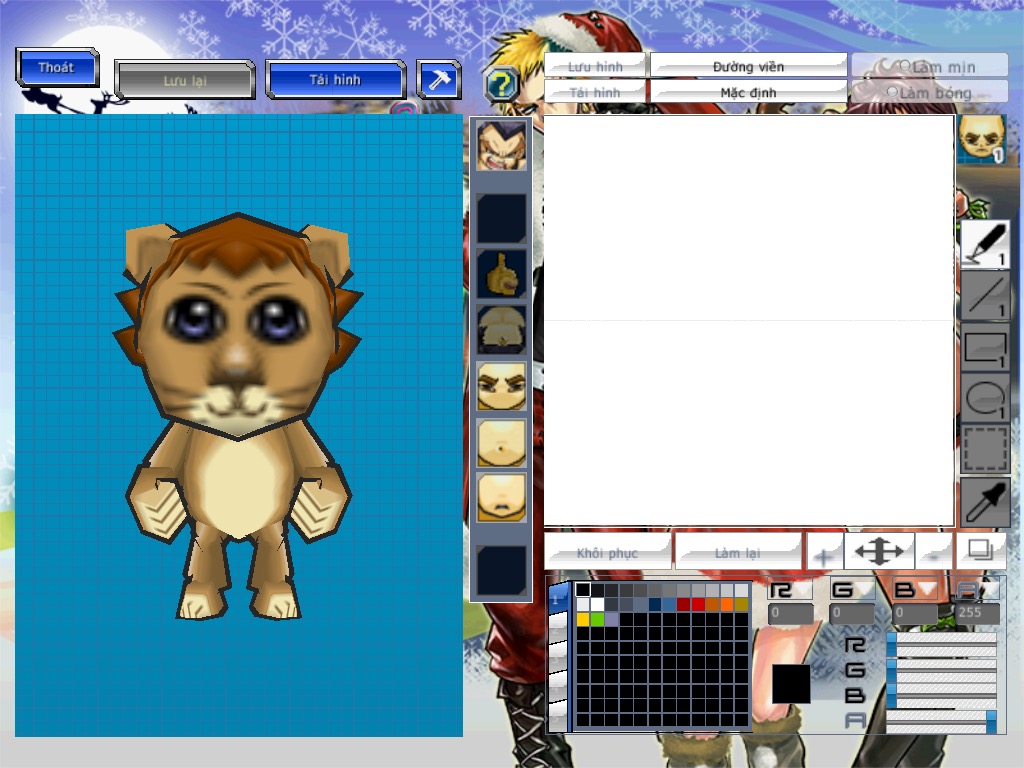 Thoát
Lưu lại
Tải hình
?
Lưu hình
Đường viền
Làm mịn
Tải hình
Mặc định
Làm bóng
1
1
1
1
1
Khôi phục
Làm lại
+
-
1
R G B A
0 0 0 255
R
G
B
A